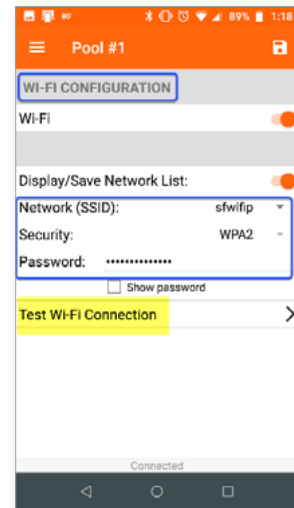 80° 89% 1:18
Pool #1
WI-FI CONFIGURATION
Wi-Fi
Display/Save Network List:
Network (SSID): sfwifip
Security: WPA2
Password: ••••••••••••••
Show password
Test Wi-Fi Connection
Connected